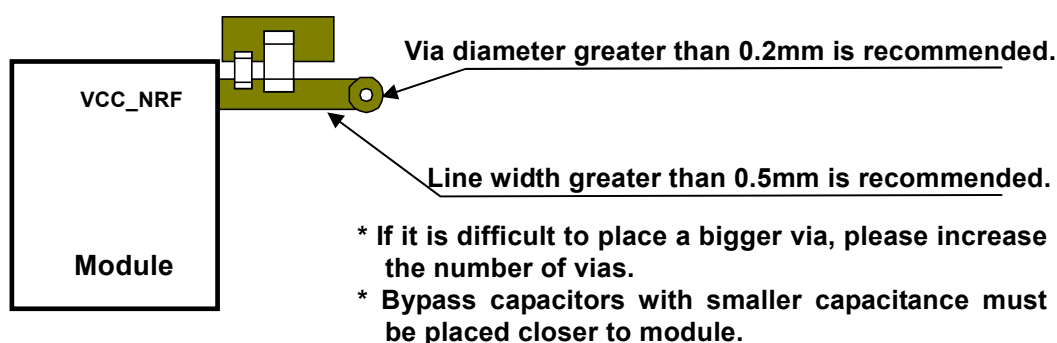 Via diameter greater than 0.2mm is recommended.
VCC_NRF
Line width greater than 0.5mm is recommended.
Module
* If it is difficult to place a bigger via, please increase
the number of vias.
* Bypass capacitors with smaller capacitance must
be placed closer to module.